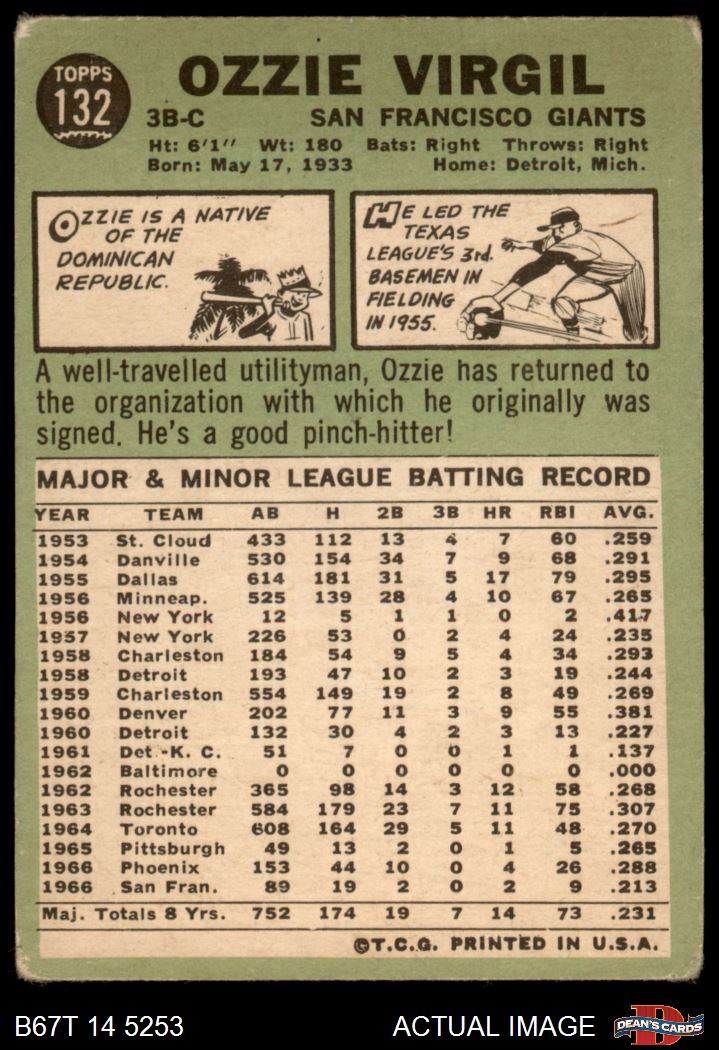 TOPPS
132
OZZIE VIRGIL
3B-C SAN FRANCISCO GIANTS
Ht: 6'1" Wt: 180 Bats: Right Throws: Right
Born: May 17, 1933 Home: Detroit, Mich.
OZZIE IS A NATIVE
OF THE
DOMINICAN
REPUBLIC.
HE LED THE
TEXAS
LEAGUE'S 3rd.
BASEMEN IN
FIELDING
IN 1955.
A well-travelled utilityman, Ozzie has returned to
the organization with which he originally was
signed. He's a good pinch-hitter!
MAJOR & MINOR LEAGUE BATTING RECORD
YEAR TEAM AB H 2B 3B HR RBI AVG.
1953 St. Cloud 433 112 13 4 7 60 .259
1954 Danville 530 154 34 7 9 68 .291
1955 Dallas 614 181 31 5 17 79 .295
1956 Minneap. 525 139 28 4 10 67 .265
1956 New York 12 5 1 1 0 2 .417
1957 New York 226 53 0 2 4 24 .235
1958 Charleston 184 54 9 5 4 34 .293
1958 Detroit 193 47 10 2 3 19 .244
1959 Charleston 554 149 19 2 8 49 .269
1960 Denver 202 77 11 3 9 55 .381
1960 Detroit 132 30 4 2 3 13 .227
1961 Det.-K. C. 51 7 0 0 1 1 .137
1962 Baltimore 0 0 0 0 0 0 .000
1962 Rochester 365 98 14 3 12 58 .268
1963 Rochester 584 179 23 7 11 75 .307
1964 Toronto 608 164 29 5 11 48 .270
1965 Pittsburgh 49 13 2 0 1 5 .265
1966 Phoenix 153 44 10 0 4 26 .288
1966 San Fran. 89 19 2 0 2 9 .213
Maj. Totals 8 Yrs. 752 174 19 7 14 73 .231
©T.C.G. PRINTED IN U.S.A.
B67T 14 5253 ACTUAL IMAGE D DEAN'S CARDS
www.deanscards.com